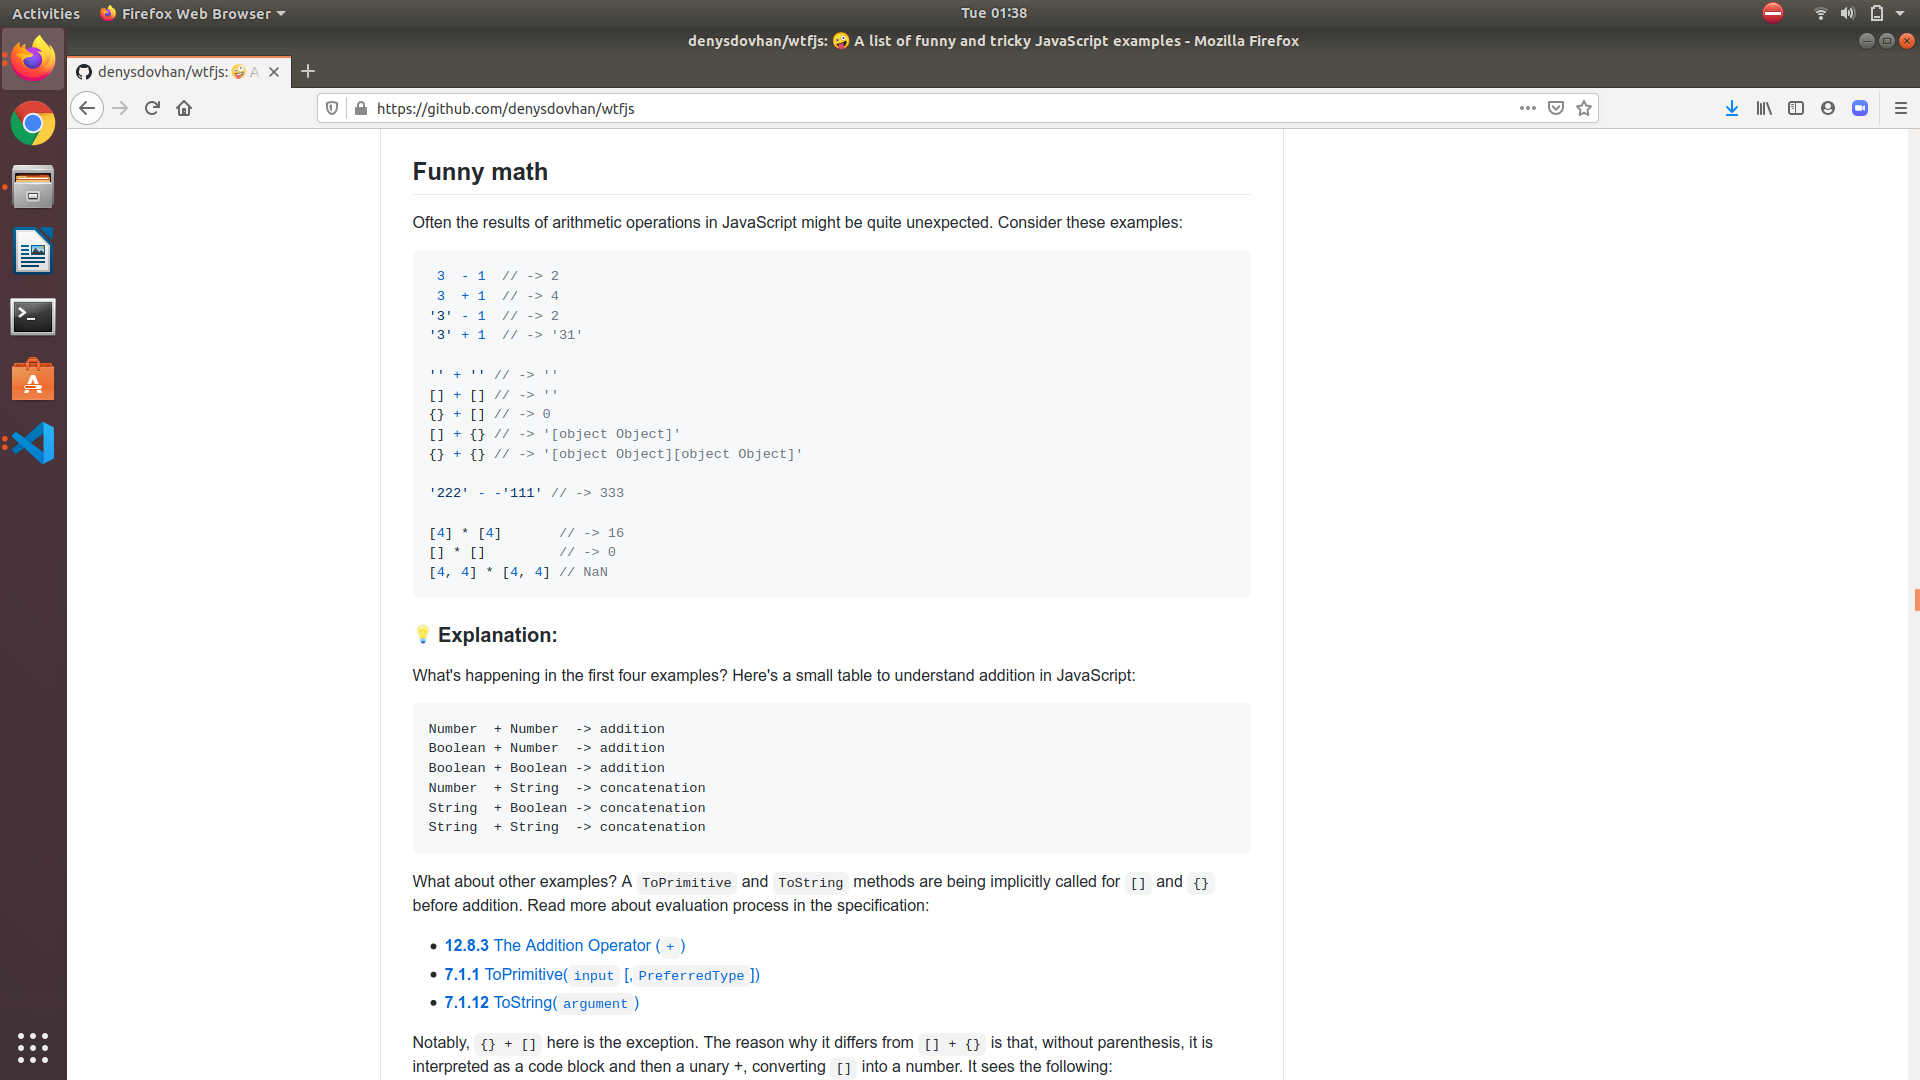 Activities
Firefox Web Browser
Tue 01:38
denysdovhan/wtfjs: 🤪 A list of funny and tricky JavaScript examples - Mozilla Firefox
denysdovhan/wtfjs: 🤪 A
https://github.com/denysdovhan/wtfjs
Funny math
Often the results of arithmetic operations in JavaScript might be quite unexpected. Consider these examples:
 3  - 1  // -> 2
 3  + 1  // -> 4
'3' - 1  // -> 2
'3' + 1  // -> '31'
'' + '' // -> ''
[] + [] // -> ''
{} + [] // -> 0
[] + {} // -> '[object Object]'
{} + {} // -> '[object Object][object Object]'
'222' - -'111' // -> 333
[4] * [4]       // -> 16
[] * []         // -> 0
[4, 4] * [4, 4] // NaN
💡 Explanation:
What's happening in the first four examples? Here's a small table to understand addition in JavaScript:
Number  + Number  -> addition
Boolean + Number  -> addition
Boolean + Boolean -> addition
Number  + String  -> concatenation
String  + Boolean -> concatenation
String  + String  -> concatenation
What about other examples? A ToPrimitive and ToString methods are being implicitly called for [] and {}
before addition. Read more about evaluation process in the specification:
• 12.8.3 The Addition Operator ( + )
• 7.1.1 ToPrimitive( input [, PreferredType ])
• 7.1.12 ToString( argument )
Notably, {} + [] here is the exception. The reason why it differs from [] + {} is that, without parenthesis, it is
interpreted as a code block and then a unary +, converting [] into a number. It sees the following: